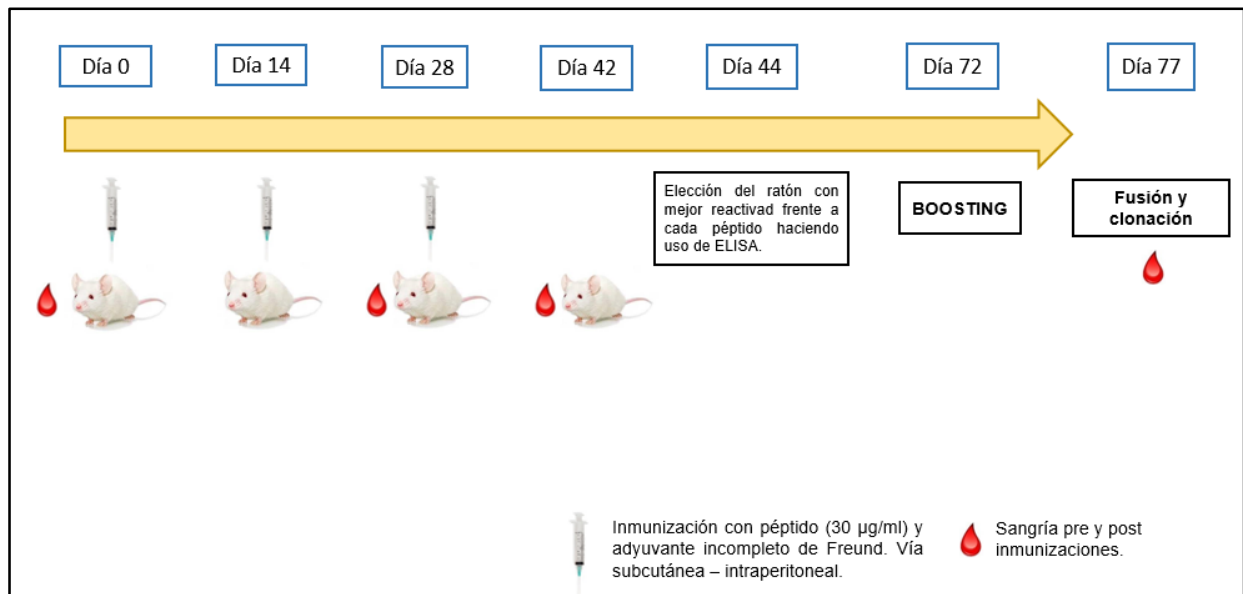 Día 0
Día 14
Día 28
Día 42
Día 44
Día 72
Día 77
Elección del ratón con
mejor reactivad frente a
cada péptido haciendo
uso de ELISA.
BOOSTING
Fusión y
clonación
Inmunización con péptido (30 µg/ml) y
adyuvante incompleto de Freund. Vía
subcutánea – intraperitoneal.
Sangría pre y post
inmunizaciones.